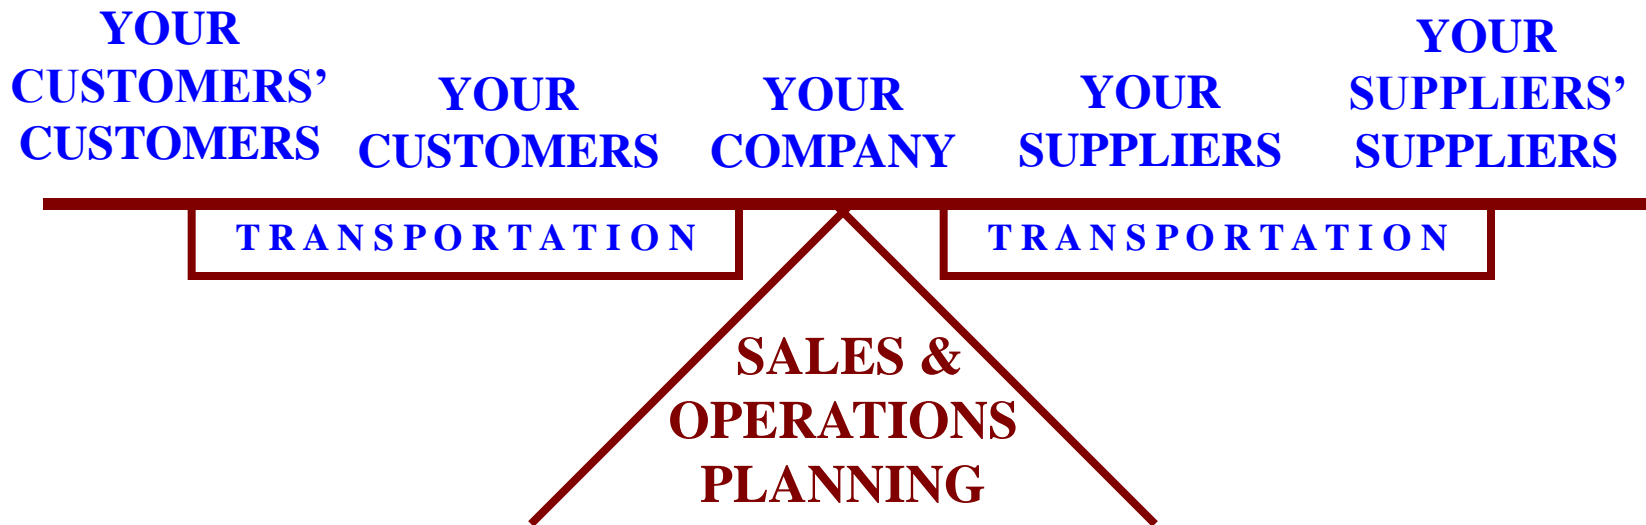 YOUR
CUSTOMERS’
CUSTOMERS
YOUR
CUSTOMERS
YOUR
COMPANY
YOUR
SUPPLIERS
YOUR
SUPPLIERS’
SUPPLIERS
TRANSPORTATION
TRANSPORTATION
SALES &
OPERATIONS
PLANNING